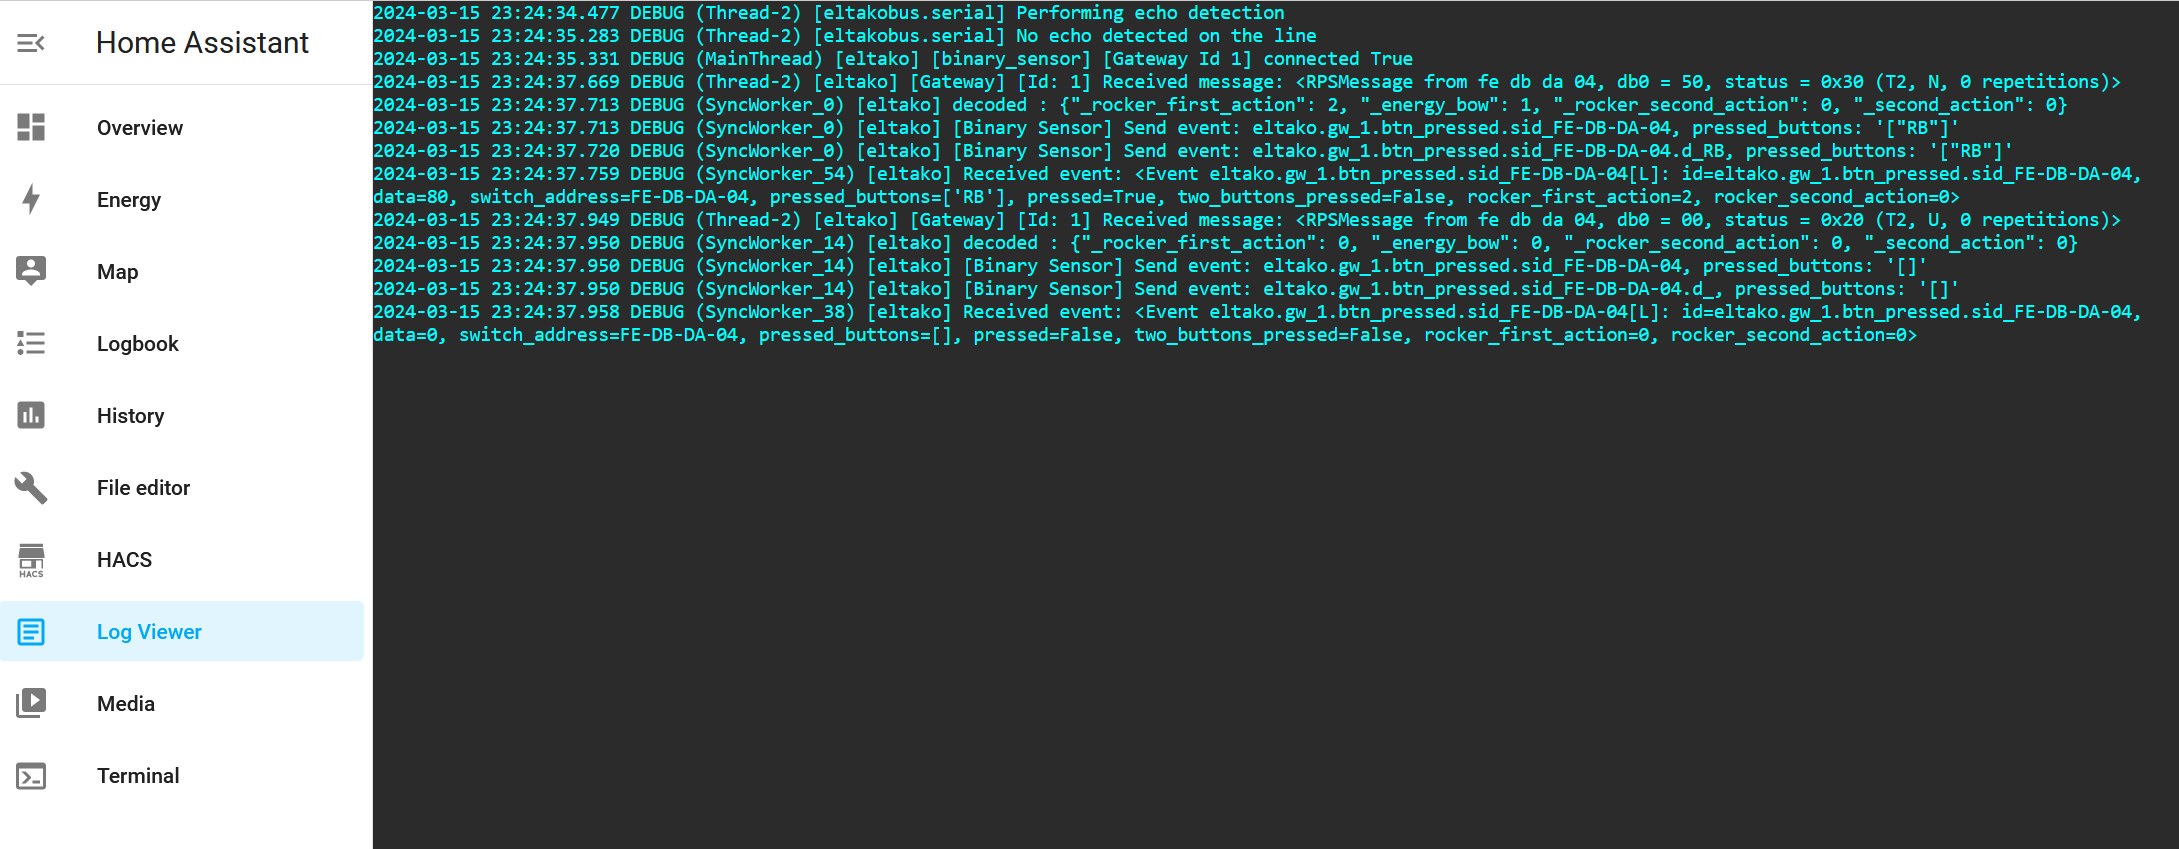 Home Assistant
Overview
Energy
Map
Logbook
History
File editor
HACS
HACS
Log Viewer
Media
Terminal
2024-03-15 23:24:34.477 DEBUG (Thread-2) [eltakobus.serial] Performing echo detection
2024-03-15 23:24:35.283 DEBUG (Thread-2) [eltakobus.serial] No echo detected on the line
2024-03-15 23:24:35.331 DEBUG (MainThread) [eltako] [binary_sensor] [Gateway Id 1] connected True
2024-03-15 23:24:37.669 DEBUG (Thread-2) [eltako] [Gateway] [Id: 1] Received message: <RPSMessage from fe db da 04, db0 = 50, status = 0x30 (T2, N, 0 repetitions)>
2024-03-15 23:24:37.713 DEBUG (SyncWorker_0) [eltako] decoded : {"_rocker_first_action": 2, "_energy_bow": 1, "_rocker_second_action": 0, "_second_action": 0}
2024-03-15 23:24:37.713 DEBUG (SyncWorker_0) [eltako] [Binary Sensor] Send event: eltako.gw_1.btn_pressed.sid_FE-DB-DA-04, pressed_buttons: '["RB"]'
2024-03-15 23:24:37.720 DEBUG (SyncWorker_0) [eltako] [Binary Sensor] Send event: eltako.gw_1.btn_pressed.sid_FE-DB-DA-04.d_RB, pressed_buttons: '["RB"]'
2024-03-15 23:24:37.759 DEBUG (SyncWorker_54) [eltako] Received event: <Event eltako.gw_1.btn_pressed.sid_FE-DB-DA-04[L]: id=eltako.gw_1.btn_pressed.sid_FE-DB-DA-04,
data=80, switch_address=FE-DB-DA-04, pressed_buttons=['RB'], pressed=True, two_buttons_pressed=False, rocker_first_action=2, rocker_second_action=0>
2024-03-15 23:24:37.949 DEBUG (Thread-2) [eltako] [Gateway] [Id: 1] Received message: <RPSMessage from fe db da 04, db0 = 00, status = 0x20 (T2, U, 0 repetitions)>
2024-03-15 23:24:37.950 DEBUG (SyncWorker_14) [eltako] decoded : {"_rocker_first_action": 0, "_energy_bow": 0, "_rocker_second_action": 0, "_second_action": 0}
2024-03-15 23:24:37.950 DEBUG (SyncWorker_14) [eltako] [Binary Sensor] Send event: eltako.gw_1.btn_pressed.sid_FE-DB-DA-04, pressed_buttons: '[]'
2024-03-15 23:24:37.950 DEBUG (SyncWorker_14) [eltako] [Binary Sensor] Send event: eltako.gw_1.btn_pressed.sid_FE-DB-DA-04.d_, pressed_buttons: '[]'
2024-03-15 23:24:37.958 DEBUG (SyncWorker_38) [eltako] Received event: <Event eltako.gw_1.btn_pressed.sid_FE-DB-DA-04[L]: id=eltako.gw_1.btn_pressed.sid_FE-DB-DA-04,
data=0, switch_address=FE-DB-DA-04, pressed_buttons=[], pressed=False, two_buttons_pressed=False, rocker_first_action=0, rocker_second_action=0>